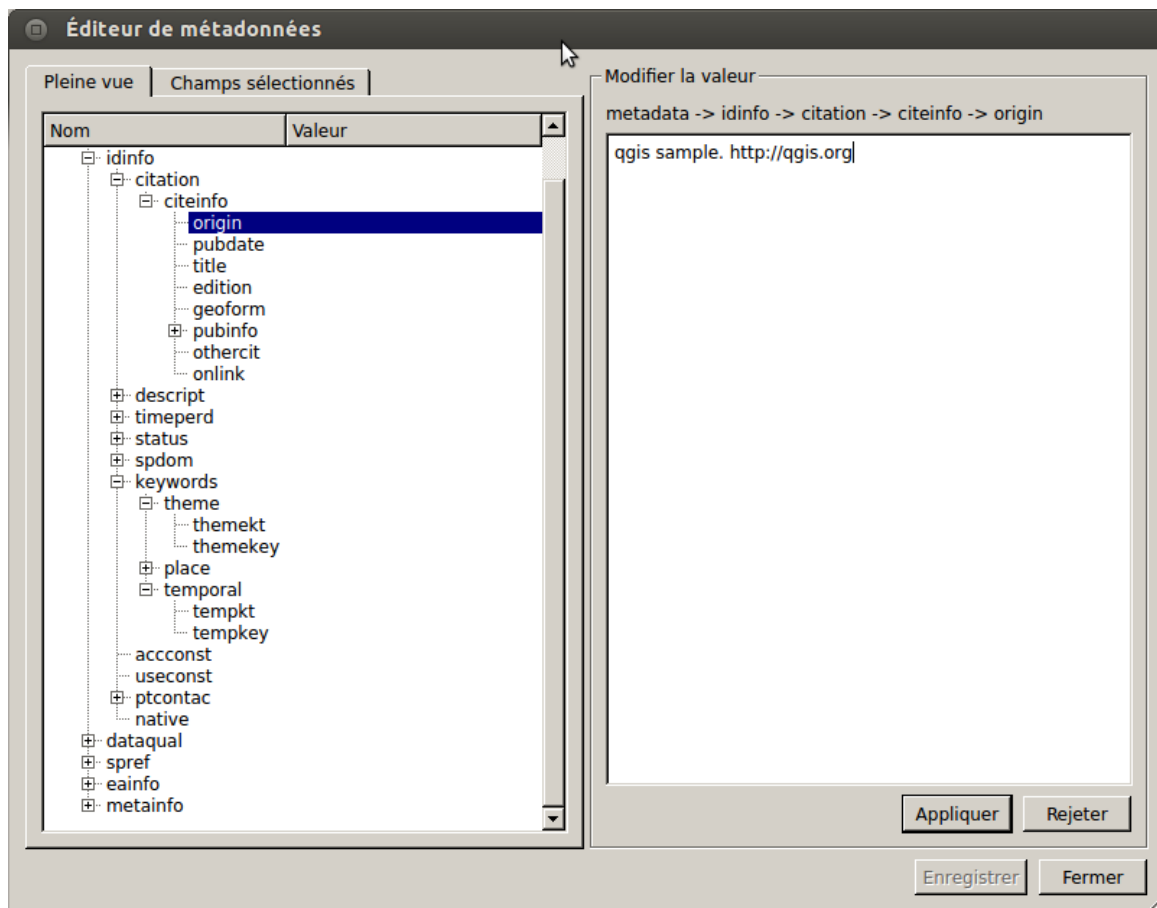 Éditeur de métadonnées
Pleine vue
Champs sélectionnés
Nom
Valeur
idinfo
citation
citeinfo
origin
pubdate
title
edition
geoform
pubinfo
othercit
onlink
descript
timeperd
status
spdom
keywords
theme
themekt
themekey
place
temporal
tempkt
tempkey
accconst
useconst
ptcontac
native
dataqual
spref
eainfo
metainfo
Modifier la valeur
metadata -> idinfo -> citation -> citeinfo -> origin
qgis sample. http://qgis.org
Appliquer
Rejeter
Enregistrer
Fermer